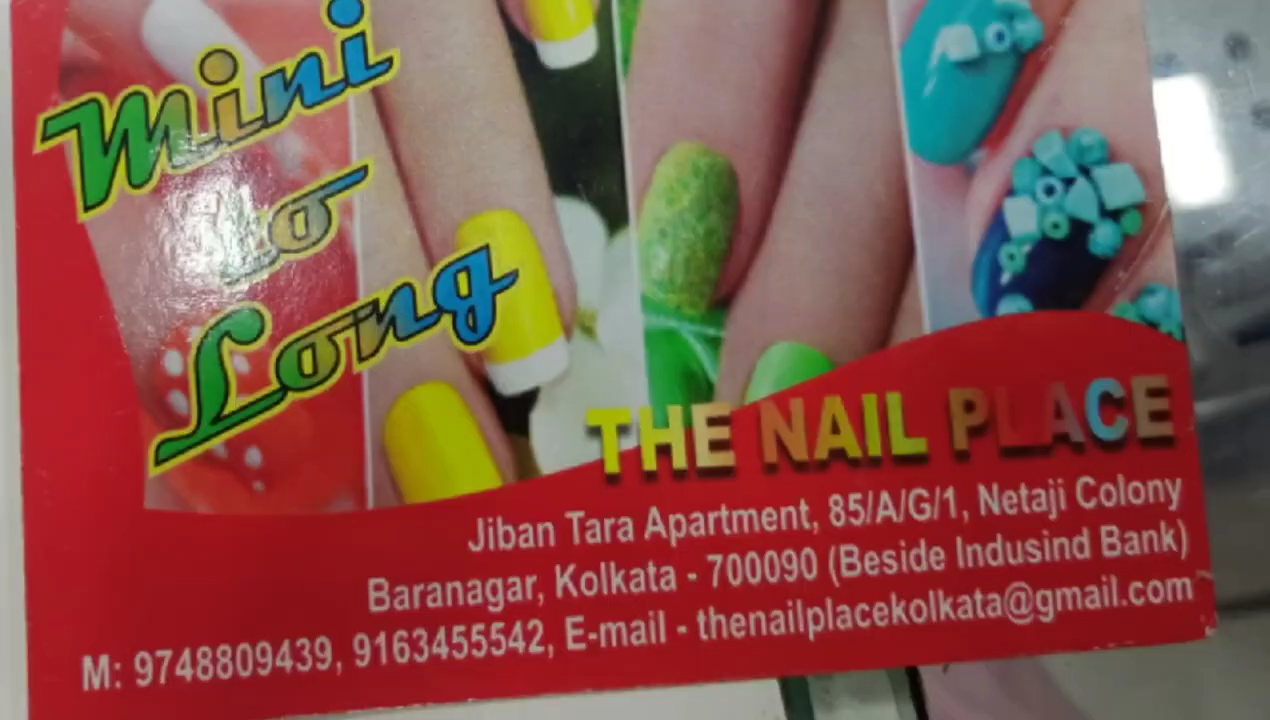 Mini
to
Long
THE NAIL PLACE
Jiban Tara Apartment, 85/A/G/1, Netaji Colony
Baranagar, Kolkata - 700090 (Beside Indusind Bank)
M: 9748809439, 9163455542, E-mail - thenailplacekolkata@gmail.com